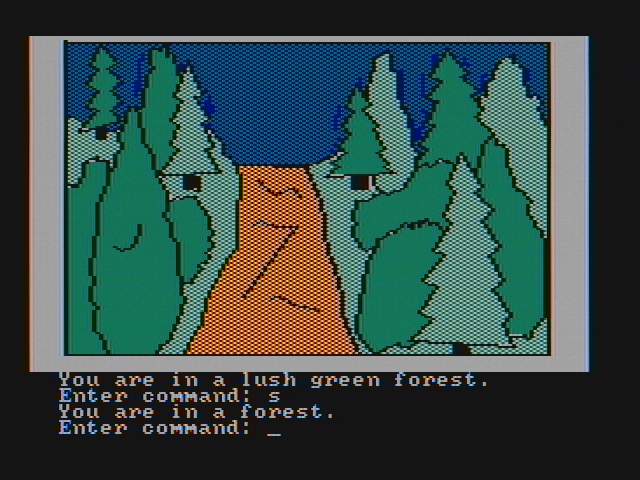 You are in a lush green forest.
Enter command: s
You are in a forest.
Enter command: _